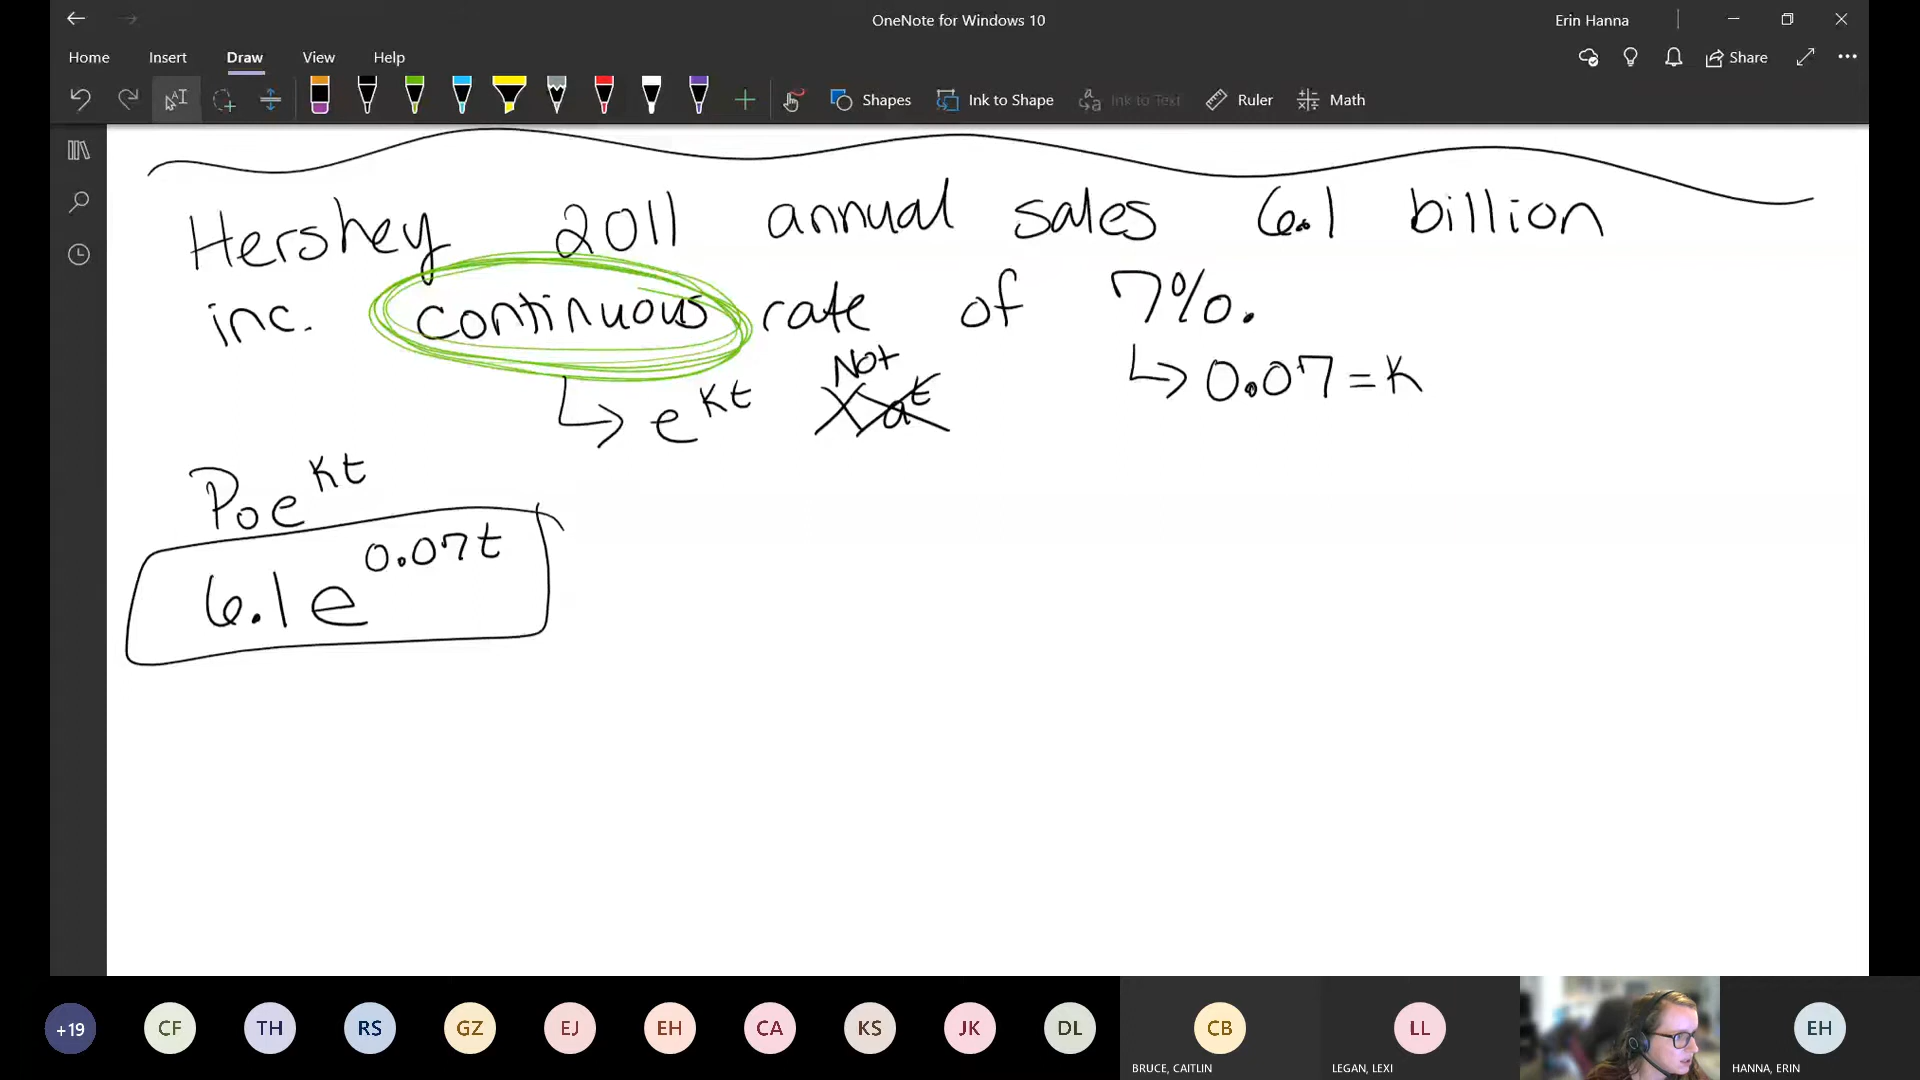 OneNote for Windows 10
Erin Hanna
Home Insert Draw View Help
Share
Shapes Ink to Shape Ink to Text Ruler Math
Hershey 2011 annual sales 6.1 billion
inc. continuous rate of 7%.
Not
↳ e^kt a^t ↳ 0.07 = K
P₀e^kt
6.1e^0.07t
+19 CF TH RS GZ EJ EH CA KS JK DL CB LL EH
BRUCE, CAITLIN LEGAN, LEXI HANNA, ERIN